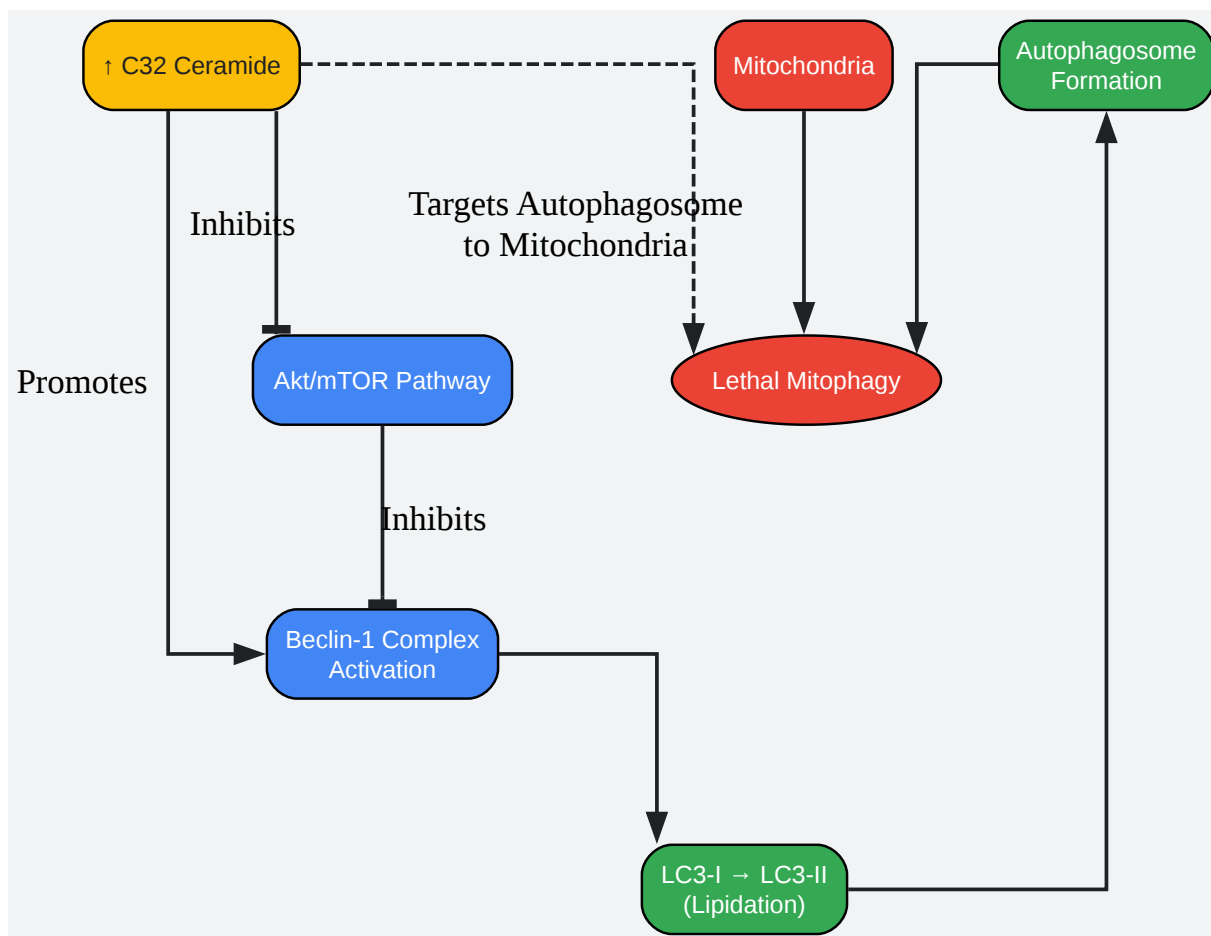 ↑ C32 Ceramide
Mitochondria
Autophagosome
Formation
Inhibits
Targets Autophagosome
to Mitochondria
Promotes
Akt/mTOR Pathway
Lethal Mitophagy
Inhibits
Beclin-1 Complex
Activation
LC3-I → LC3-II
(Lipidation)